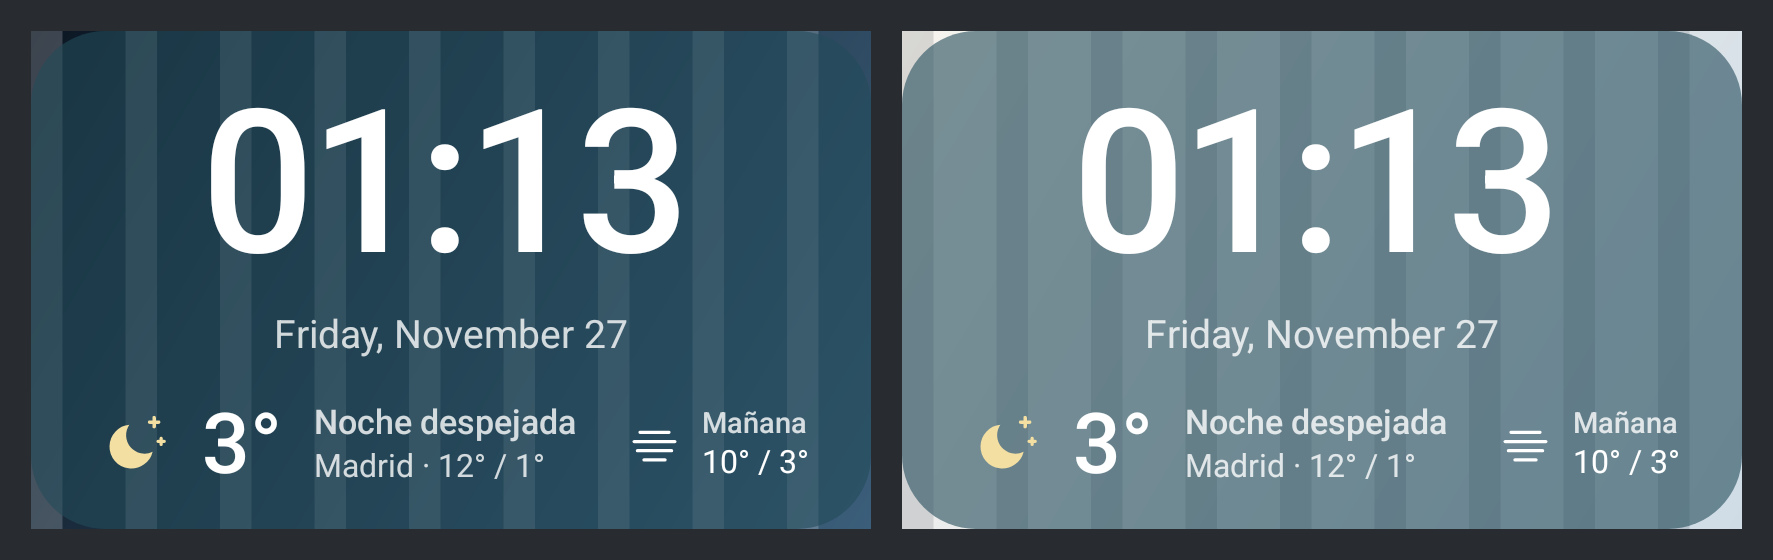 01:13
Friday, November 27
3°
Noche despejada
Madrid · 12° / 1°
Mañana
10° / 3°
01:13
Friday, November 27
3°
Noche despejada
Madrid · 12° / 1°
Mañana
10° / 3°